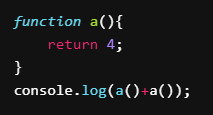 function a(){
    return 4;
}
console.log(a()+a());